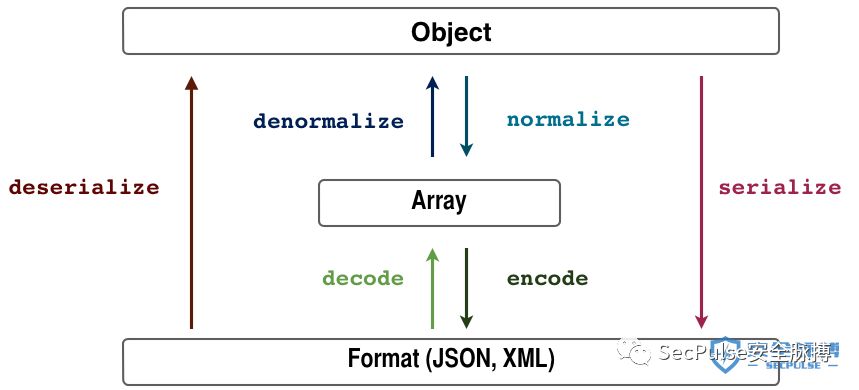 Object
denormalize
normalize
deserialize
Array
serialize
decode
encode
Format (JSON, XML)
SecPulse安全脉搏
SECPULSE